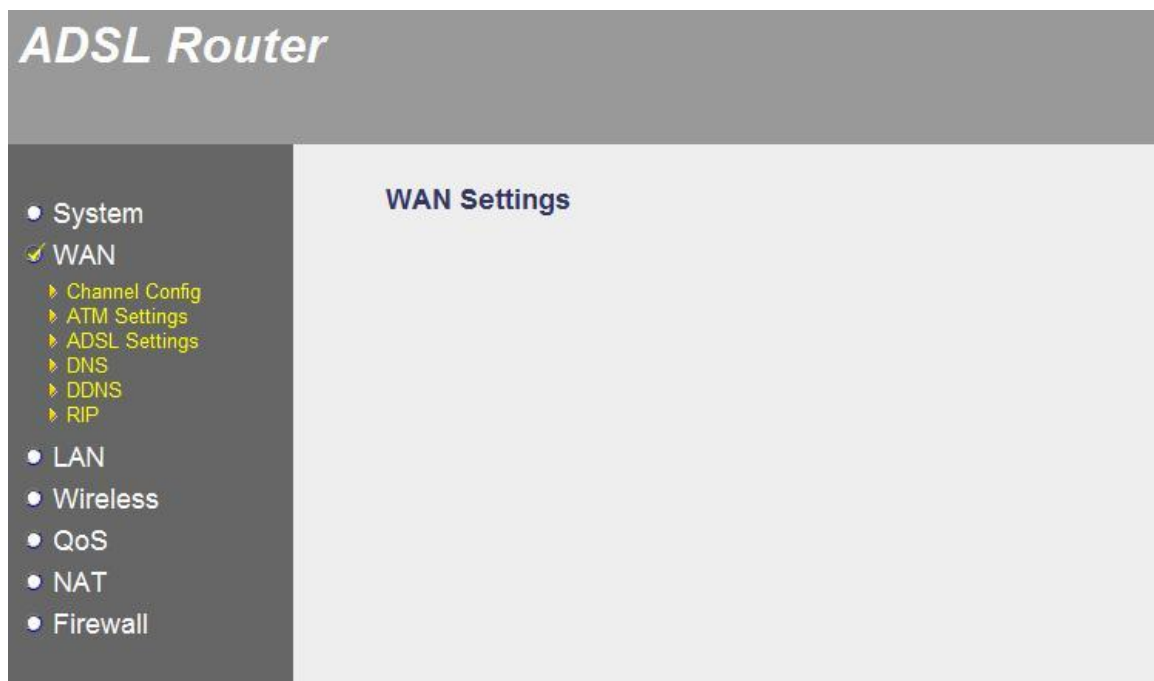 ADSL Router
System
WAN
Channel Config
ATM Settings
ADSL Settings
DNS
DDNS
RIP
LAN
Wireless
QoS
NAT
Firewall
WAN Settings